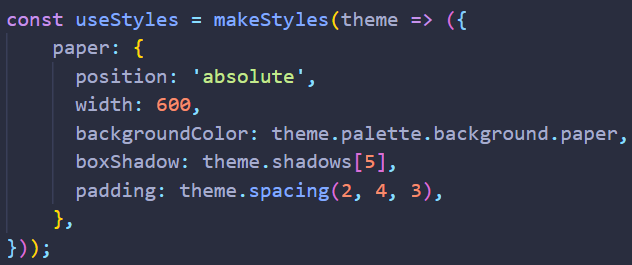 const useStyles = makeStyles(theme => ({
    paper: {
      position: 'absolute',
      width: 600,
      backgroundColor: theme.palette.background.paper,
      boxShadow: theme.shadows[5],
      padding: theme.spacing(2, 4, 3),
    },
}));